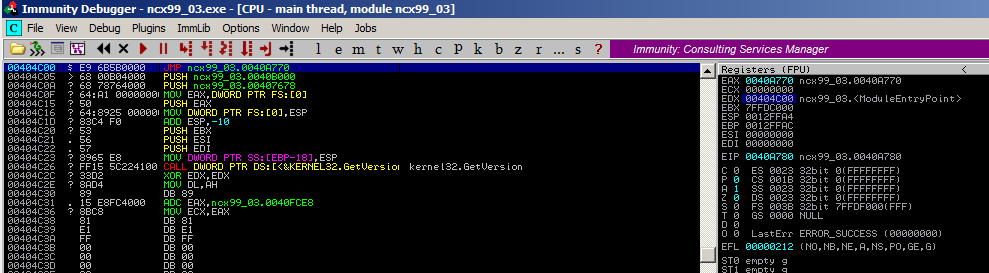 Immunity Debugger - ncx99_03.exe - [CPU - main thread, module ncx99_03]
C File View Debug Plugins ImmLib Options Window Help Jobs
l e m t w h c p k b z r ... s ? Immunity: Consulting Services Manager
00404C00 $ E9 6B5B0000 JMP ncx99_03.0040A770
00404C05 > 68 00B04000 PUSH ncx99_03.0040B000
00404C0A ? 68 78764000 PUSH ncx99_03.00407678
00404C0F ? 64:A1 00000000 MOV EAX,DWORD PTR FS:[0]
00404C15 ? 50 PUSH EAX
00404C16 ? 64:8925 00000000 MOV DWORD PTR FS:[0],ESP
00404C1D ? 83C4 F0 ADD ESP,-10
00404C20 ? 53 PUSH EBX
00404C21 . 56 PUSH ESI
00404C22 . 57 PUSH EDI
00404C23 ? 8965 E8 MOV DWORD PTR SS:[EBP-18],ESP
00404C26 ? FF15 5C224100 CALL DWORD PTR DS:[<&KERNEL32.GetVersion kernel32.GetVersion
00404C2C ? 33D2 XOR EDX,EDX
00404C2E ? 8AD4 MOV DL,AH
00404C30 89 DB 89
00404C31 . 15 E8FC4000 ADC EAX,ncx99_03.0040FCE8
00404C36 ? 8BC8 MOV ECX,EAX
00404C38 81 DB 81
00404C39 E1 DB E1
00404C3A FF DB FF
00404C3B 00 DB 00
00404C3C 00 DB 00
00404C3D 00 DB 00
Registers (FPU) <
EAX 0040A770 ncx99_03.0040A770
ECX 00000000
EDX 00404C00 ncx99_03.<ModuleEntryPoint>
EBX 7FFDC000
ESP 0012FFA4
EBP 0012FFAC
ESI 00000000
EDI 00000000
EIP 0040A780 ncx99_03.0040A780
C 0 ES 0023 32bit 0(FFFFFFFF)
P 0 CS 001B 32bit 0(FFFFFFFF)
A 1 SS 0023 32bit 0(FFFFFFFF)
Z 0 DS 0023 32bit 0(FFFFFFFF)
S 0 FS 003B 32bit 7FFDF000(FFF)
T 0 GS 0000 NULL
D 0
O 0 LastErr ERROR_SUCCESS (00000000)
EFL 00000212 (NO,NB,NE,A,NS,PO,GE,G)
ST0 empty g
ST1 empty g